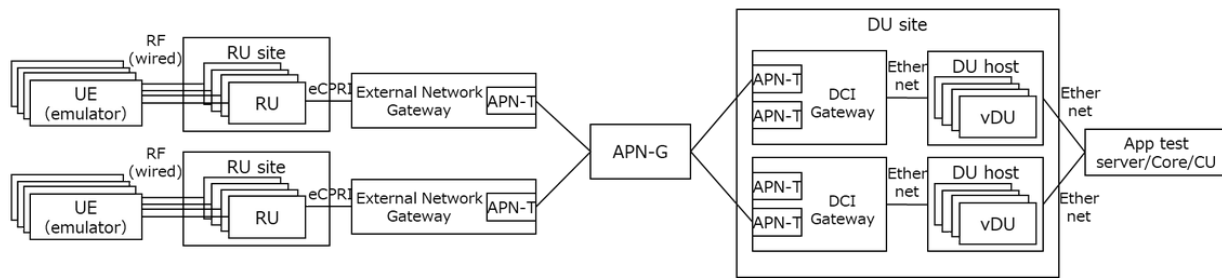 DU site
RF
(wired)
RU site
UE
(emulator)
RU
eCPRI
External Network
Gateway
APN-T
APN-G
APN-T
APN-T
DCI
Gateway
Ether
net
DU host
vDU
Ether
net
App test
server/Core/CU
RF
(wired)
RU site
UE
(emulator)
RU
eCPRI
External Network
Gateway
APN-T
APN-T
APN-T
DCI
Gateway
Ether
net
DU host
vDU
Ether
net